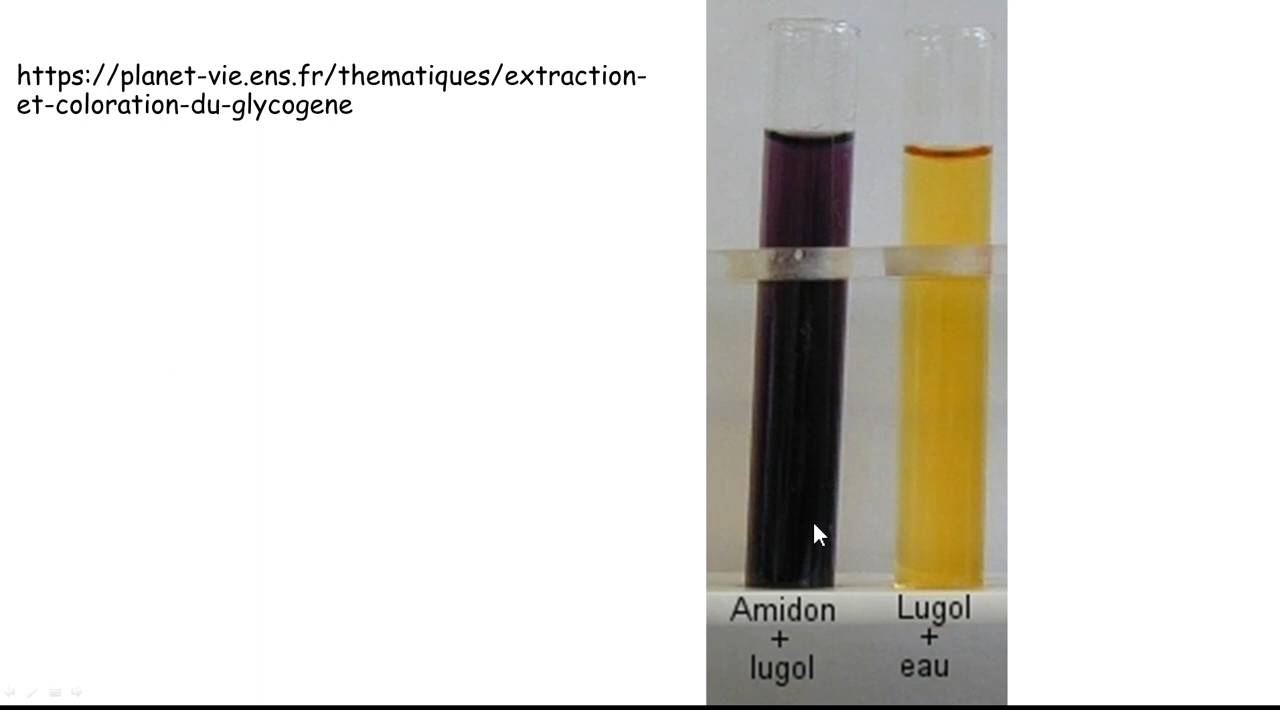 https://planet-vie.ens.fr/thematiques/extraction-
et-coloration-du-glycogene
Amidon
+
lugol
Lugol
+
eau